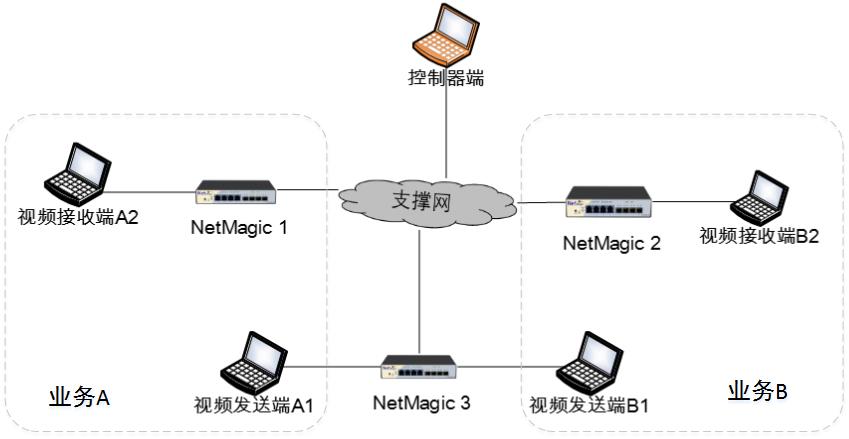 控制器端
支撑网
视频接收端A2
NetMagic 1
NetMagic 2
视频接收端B2
业务A
视频发送端A1
NetMagic 3
视频发送端B1
业务B